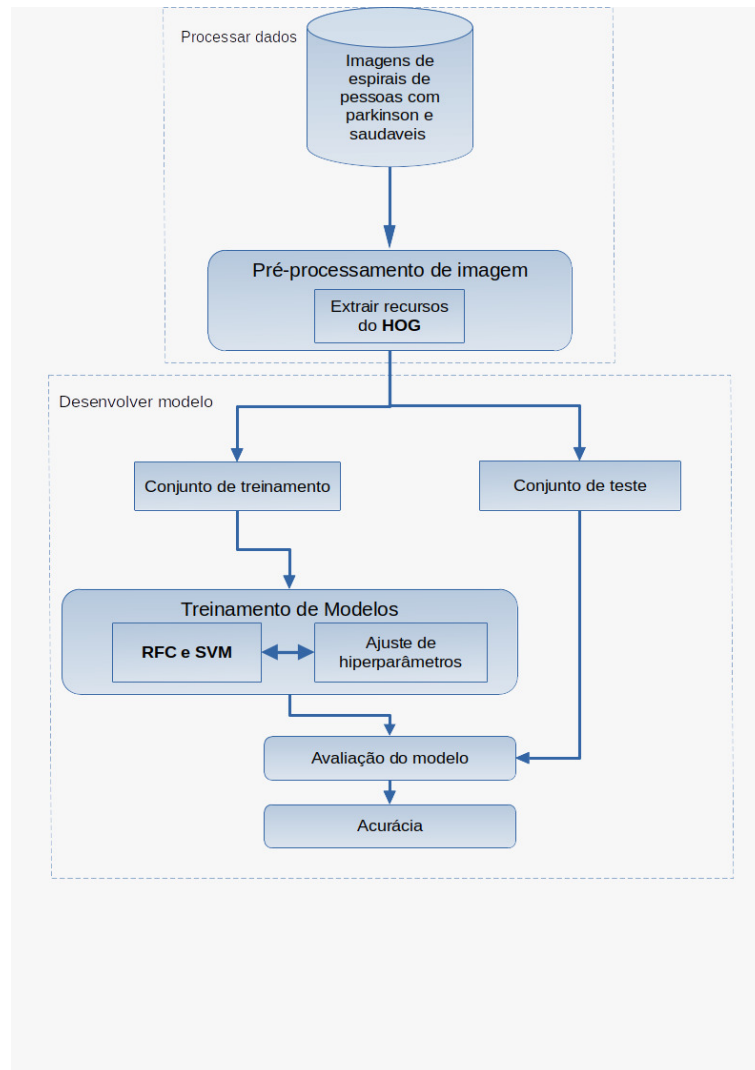 Processar dados
Imagens de
espirais de
pessoas com
parkinson e
saudaveis
Pré-processamento de imagem
Extrair recursos
do HOG
Desenvolver modelo
Conjunto de treinamento
Conjunto de teste
Treinamento de Modelos
RFC e SVM
Ajuste de
hiperparâmetros
Avaliação do modelo
Acurácia